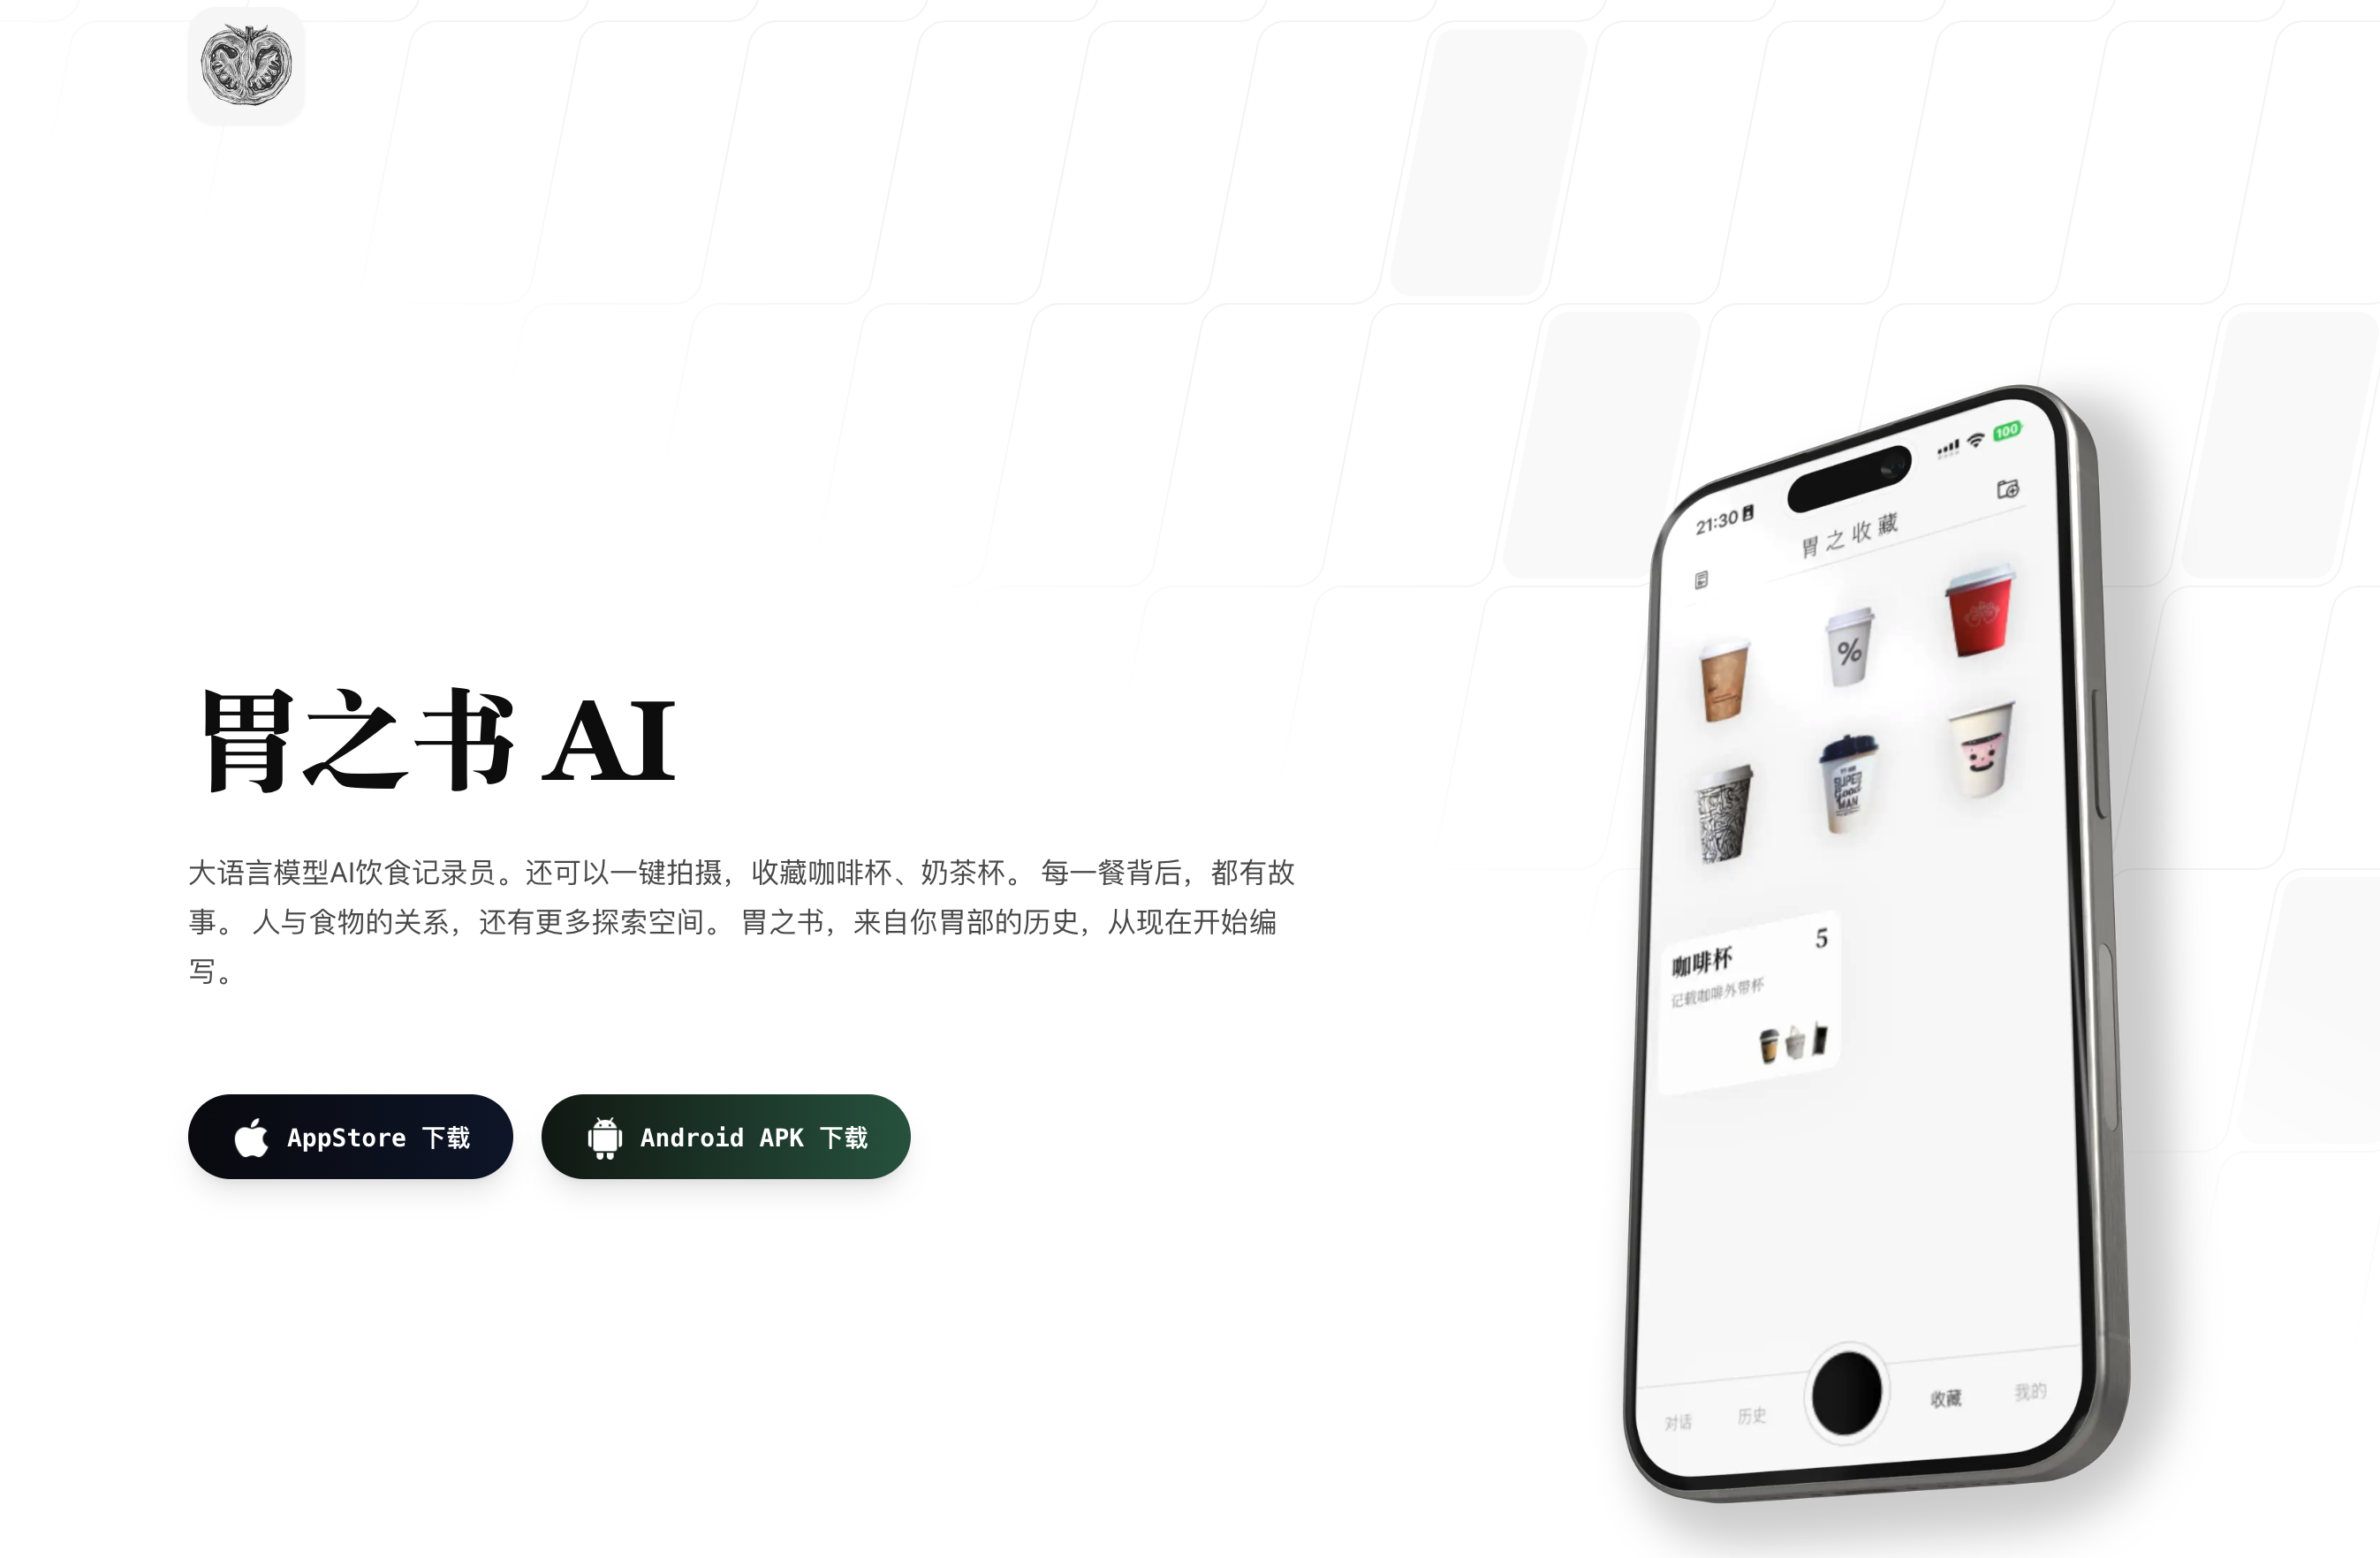 胃之书 AI
大语言模型AI饮食记录员。还可以一键拍摄，收藏咖啡杯、奶茶杯。 每一餐背后，都有故
事。 人与食物的关系，还有更多探索空间。 胃之书，来自你胃部的历史，从现在开始编
写。
AppStore 下载
Android APK 下载
21:30
100
胃之收藏
%
SUPER
Good
MAN
咖啡杯
5
记载咖啡外带杯
对话
历史
收藏
我的